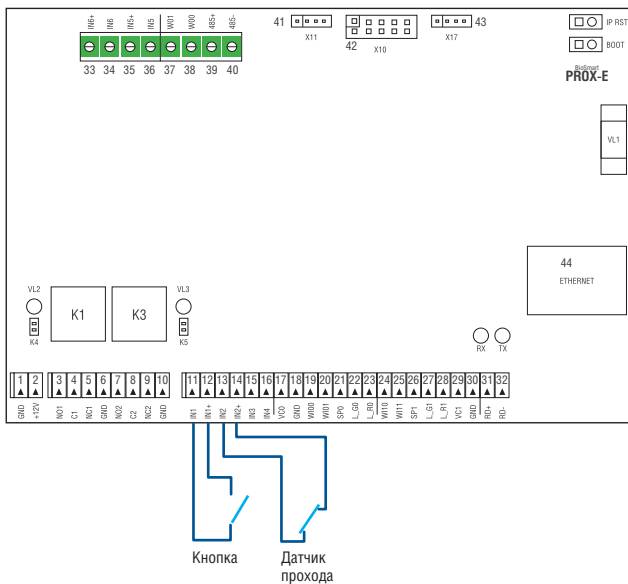 IN6+ IN6 IN5+ IN5 W01 W00 485+ 485-
33 34 35 36 37 38 39 40
41 X11
42 X10
X17 43
IP RST
BOOT
BioSmart
PROX-E
VL1
44
ETHERNET
VL2 K1 K3 VL3
K4 K5
RX TX
1 2 3 4 5 6 7 8 9 10 11 12 13 14 15 16 17 18 19 20 21 22 23 24 25 26 27 28 29 30 31 32
GND +12V NO1 C1 NC1 GND NO2 C2 NC2 GND IN1 IN1+ IN2 IN2+ IN3 IN4 VC0 GND WI00 WI01 SP0 L_G0 L_R0 WI10 WI11 SP1 L_G1 L_R1 VC1 GND RD+ RD-
Кнопка Датчик
прохода